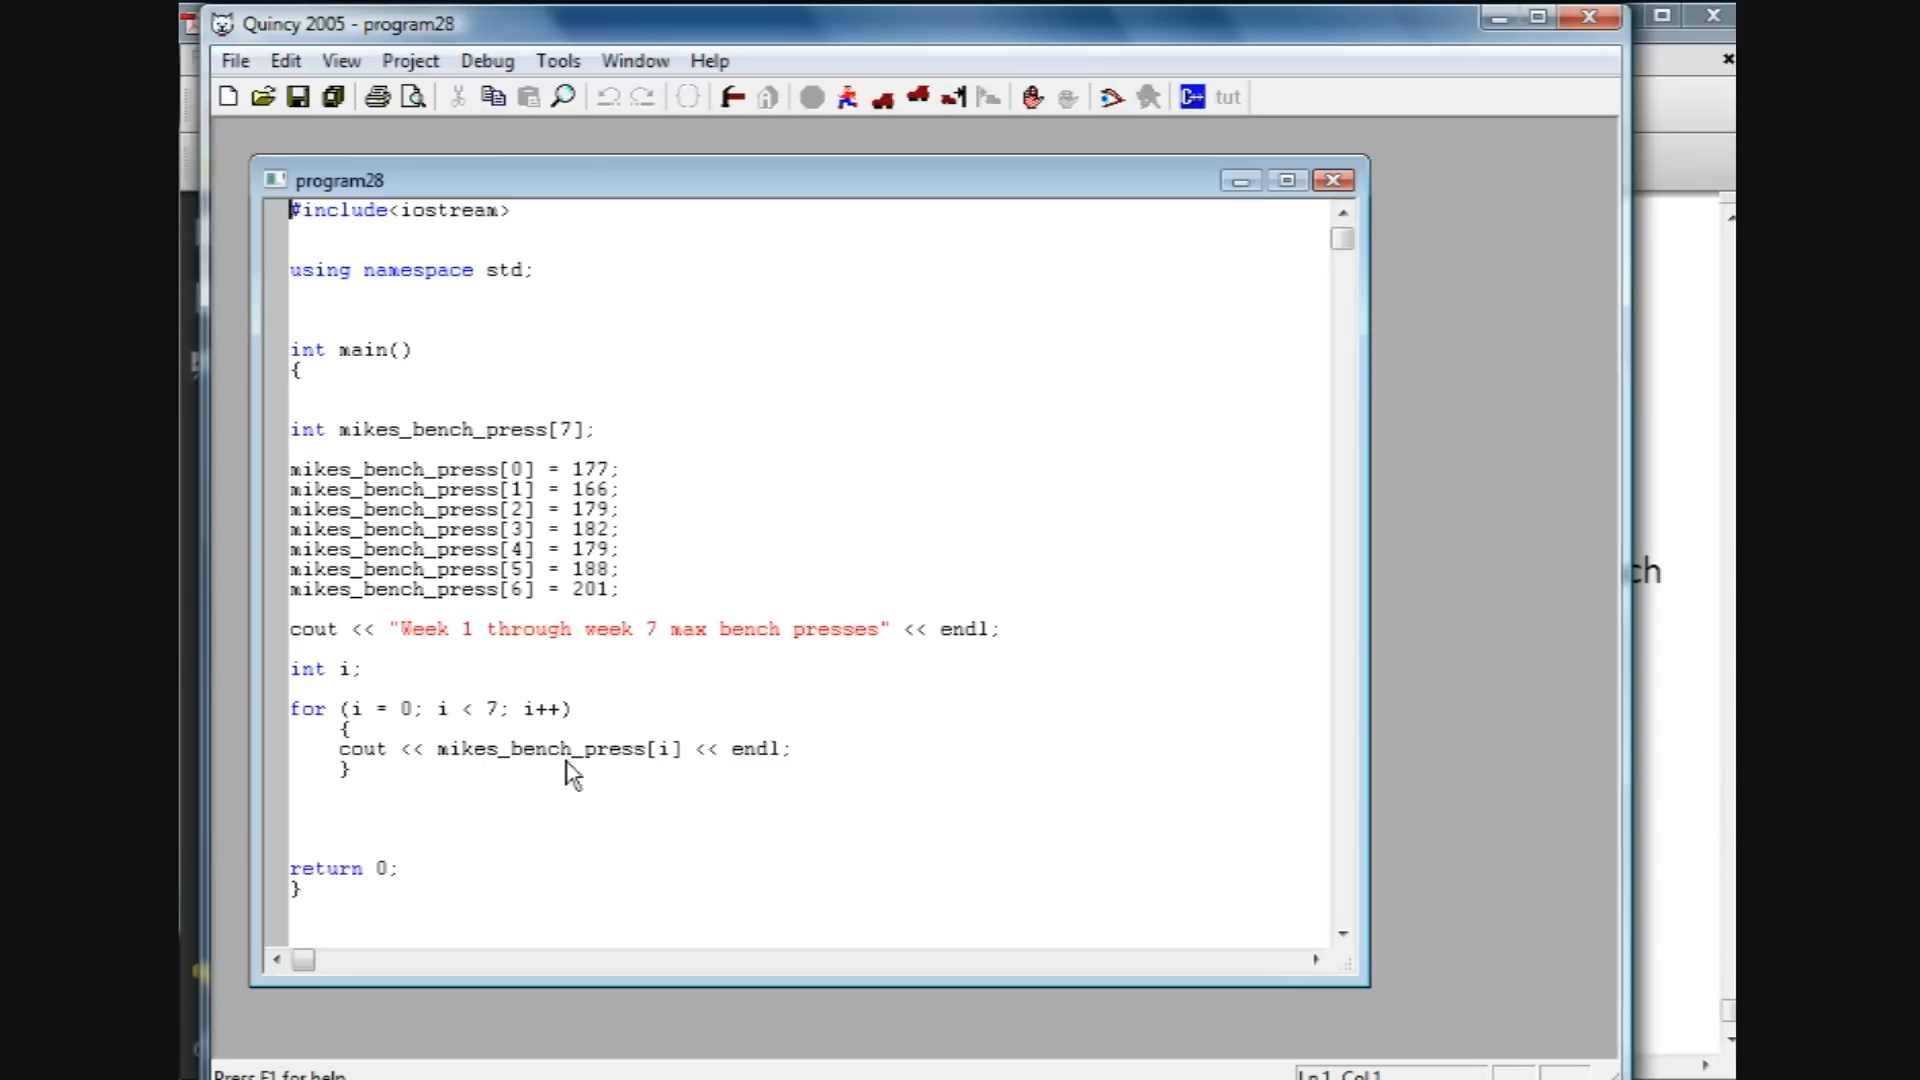 Quincy 2005 - program28
File Edit View Project Debug Tools Window Help
C++ tut
program28
#include<iostream>
using namespace std;
int main()
{
int mikes_bench_press[7];
mikes_bench_press[0] = 177;
mikes_bench_press[1] = 166;
mikes_bench_press[2] = 179;
mikes_bench_press[3] = 182;
mikes_bench_press[4] = 179;
mikes_bench_press[5] = 188;
mikes_bench_press[6] = 201;
cout << "Week 1 through week 7 max bench presses" << endl;
int i;
for (i = 0; i < 7; i++)
{
cout << mikes_bench_press[i] << endl;
}
return 0;
}
ch
Press F1 for help
Ln 1, Col 1